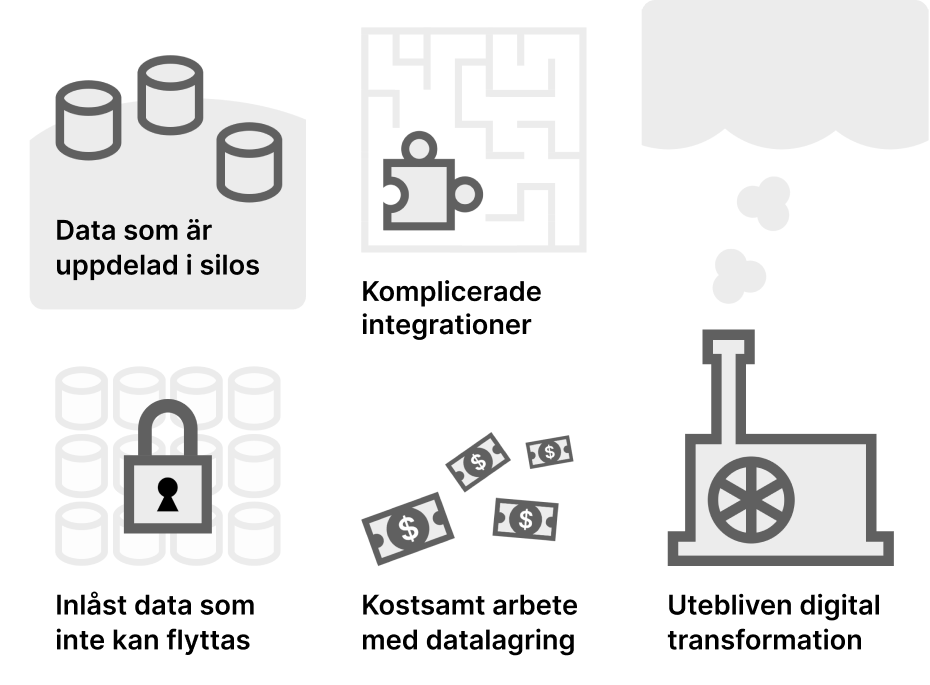 Data som är
uppdelad i silos
Komplicerade
integrationer
Inlåst data som
inte kan flyttas
$
$
$
$
Kostsamt arbete
med datalagring
Utebliven digital
transformation